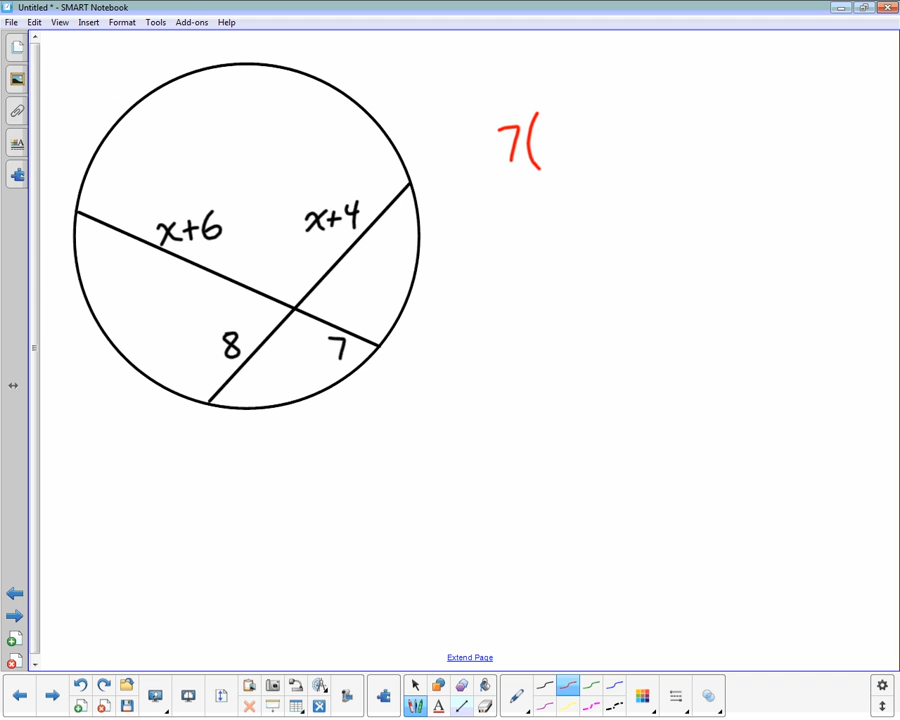 Untitled * - SMART Notebook
File Edit View Insert Format Tools Add-ons Help
7(
x+6
x+4
8
7
Extend Page